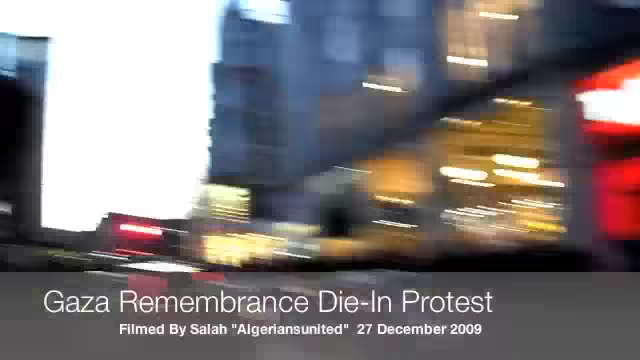 Gaza Remembrance Die-In Protest
Filmed By Salah "Algeriansunited" 27 December 2009